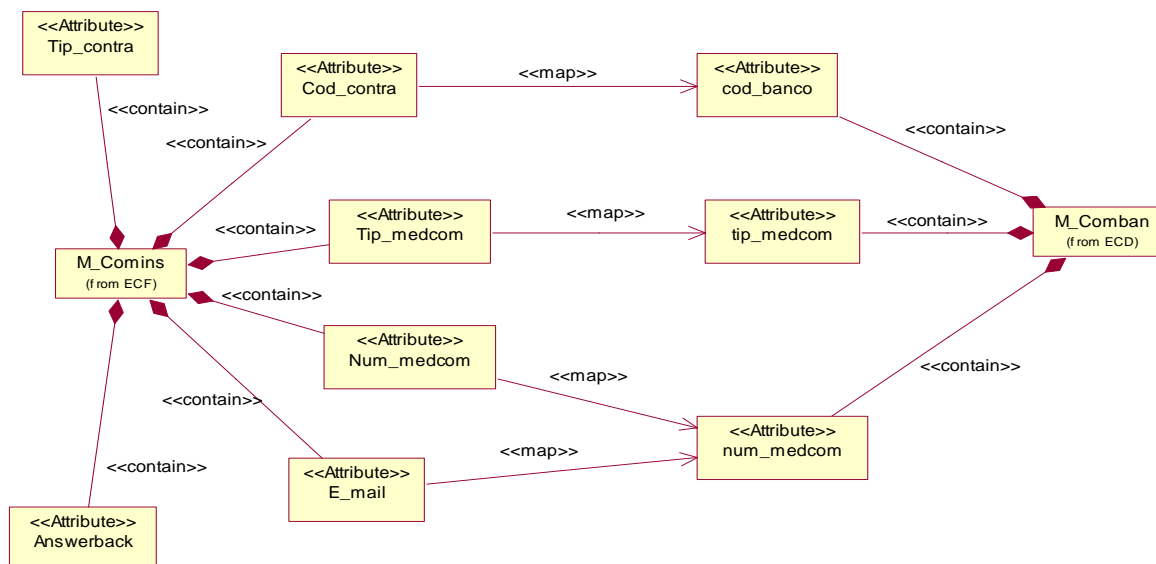 <<Attribute>>
Tip_contra
<<Attribute>>
Cod_contra
<<map>>
<<Attribute>>
cod_banco
<<contain>>
<<contain>>
<<contain>>
<<Attribute>>
Tip_medcom
<<map>>
<<Attribute>>
tip_medcom
<<contain>>
M_Comban
(from ECD)
<<contain>>
M_Comins
(from ECF)
<<contain>>
<<Attribute>>
Num_medcom
<<map>>
<<contain>>
<<contain>>
<<Attribute>>
num_medcom
<<map>>
<<contain>>
<<Attribute>>
E_mail
<<Attribute>>
Answerback